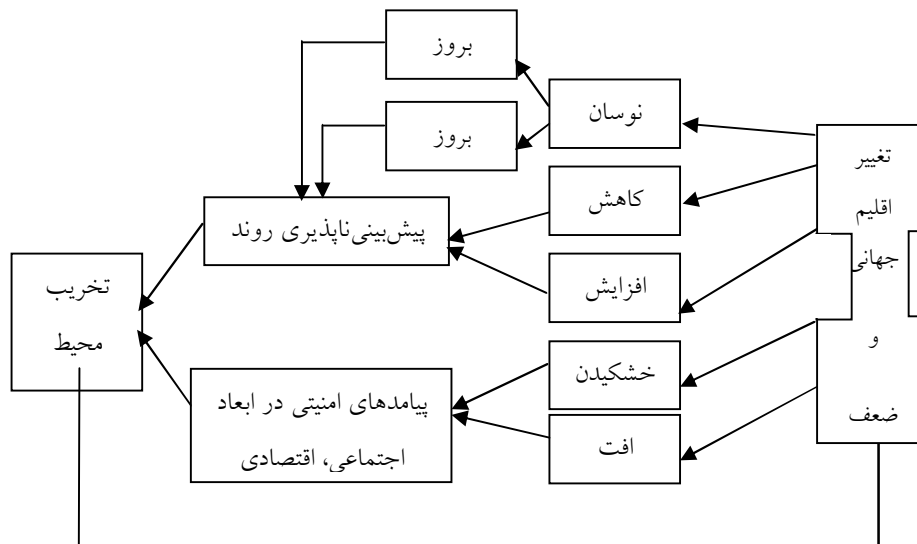 بروز
بروز
نوسان
کاهش
افزایش
خشکیدن
افت
تغییر
اقلیم
جهانی
و
ضعف
پیش‌بینی‌ناپذیری روند
پیامدهای امنیتی در ابعاد
اجتماعی، اقتصادی
تخریب
محیط